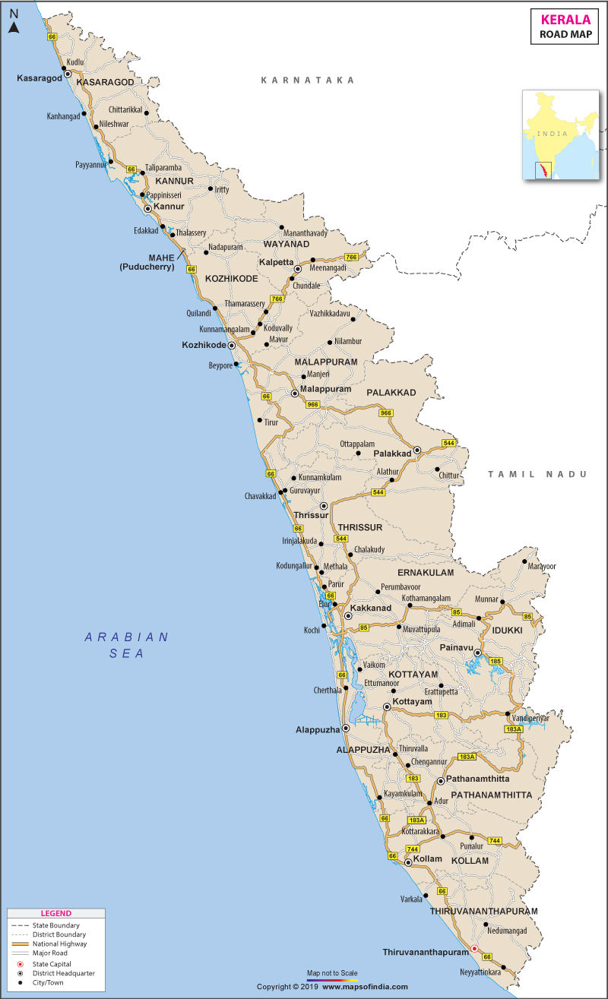 N
KERALA
ROAD MAP
66
Kudlu
Kasaragod
KASARAGOD
KARNATAKA
Chittarikkal
Kanhangad
Nileshwar
INDIA
Payyannur
66
Taliparamba
KANNUR
Iritty
Pappinisseri
Kannur
Edakkad
Thalassery
Mananthavady
Nadapuram
WAYANAD
MAHE
(Puducherry)
Kalpetta
766
Meenangadi
66
KOZHIKODE
Chundale
766
Thamarassery
Quilandi
Vazhikkadavu
Kunnamangalam
Koduvally
Mavur
Nilambur
Kozhikode
MALAPPURAM
Beypore
Manjeri
Malappuram
PALAKKAD
66
966
966
Tirur
Ottappalam
544
Palakkad
66
Alathur
Chittur
TAMIL NADU
Kunnamkulam
Guruvayur
Chavakkad
544
Thrissur
66
THRISSUR
544
Irinjalakuda
Chalakudy
Kodungallur
Methala
ERNAKULAM
Marayoor
Parur
Perumbavoor
66
Kothamangalam
Munnar
Elur
Kakkanad
85
85
Adimali
Kochi
85
Muvattupula
IDUKKI
ARABIAN
SEA
Painavu
185
Vaikom
66
KOTTAYAM
Ettumanoor
Cherthala
Erattupetta
Kottayam
183
Vandiperiyar
183A
Alappuzha
ALAPPUZHA
Thiruvalla
183A
Chengannur
183
Pathanamthitta
Kayamkulam
PATHANAMTHITTA
Adur
66
183A
Kottarakkara
744
Punalur
744
66
Kollam
KOLLAM
66
Varkala
THIRUVANANTHAPURAM
Nedumangad
Thiruvananthapuram
66
Neyyattinkara
LEGEND
State Boundary
District Boundary
National Highway
Major Road
State Capital
District Headquarter
City/Town
Map not to Scale
Copyright © 2019 www.mapsofindia.com